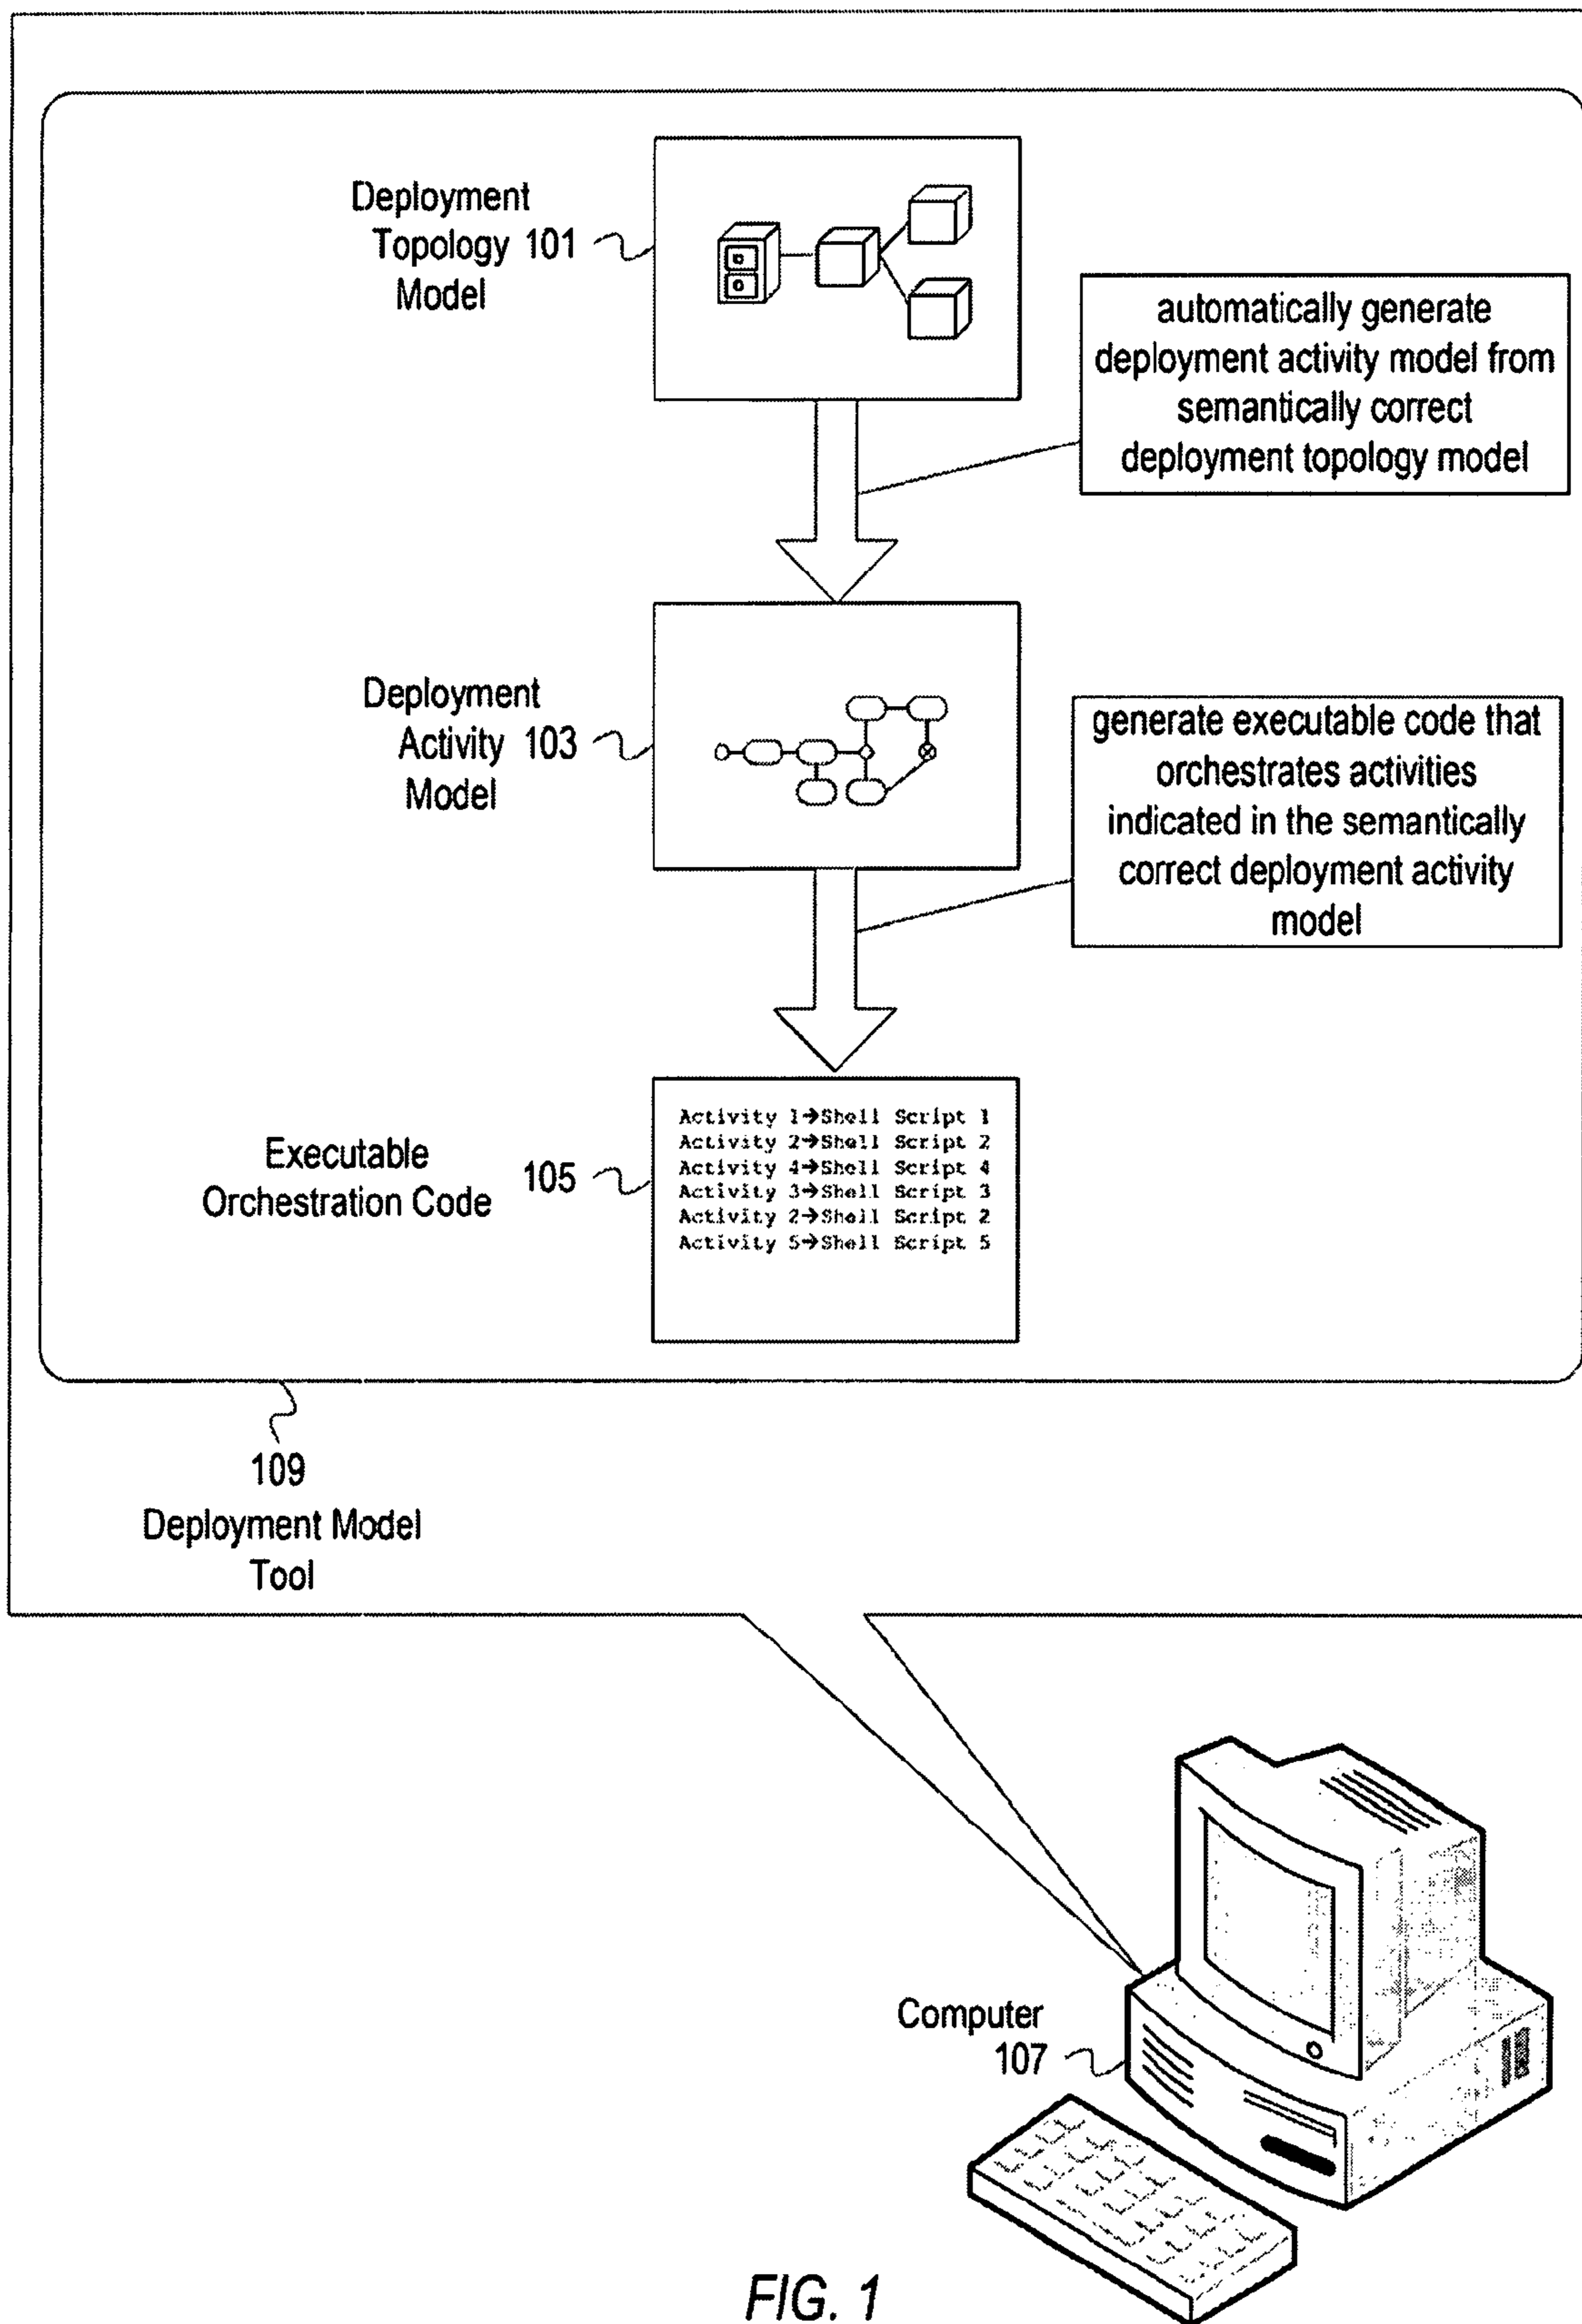 Deployment
Topology 101
Model
automatically generate
deployment activity model from
semantically correct
deployment topology model
Deployment
Activity 103
Model
generate executable code that
orchestrates activities
indicated in the semantically
correct deployment activity
model
Executable
Orchestration Code
105
Activity 1→Shell Script 1
Activity 2→Shell Script 2
Activity 4→Shell Script 4
Activity 3→Shell Script 3
Activity 2→Shell Script 2
Activity 5→Shell Script 5
109
Deployment Model
Tool
Computer
107
FIG. 1